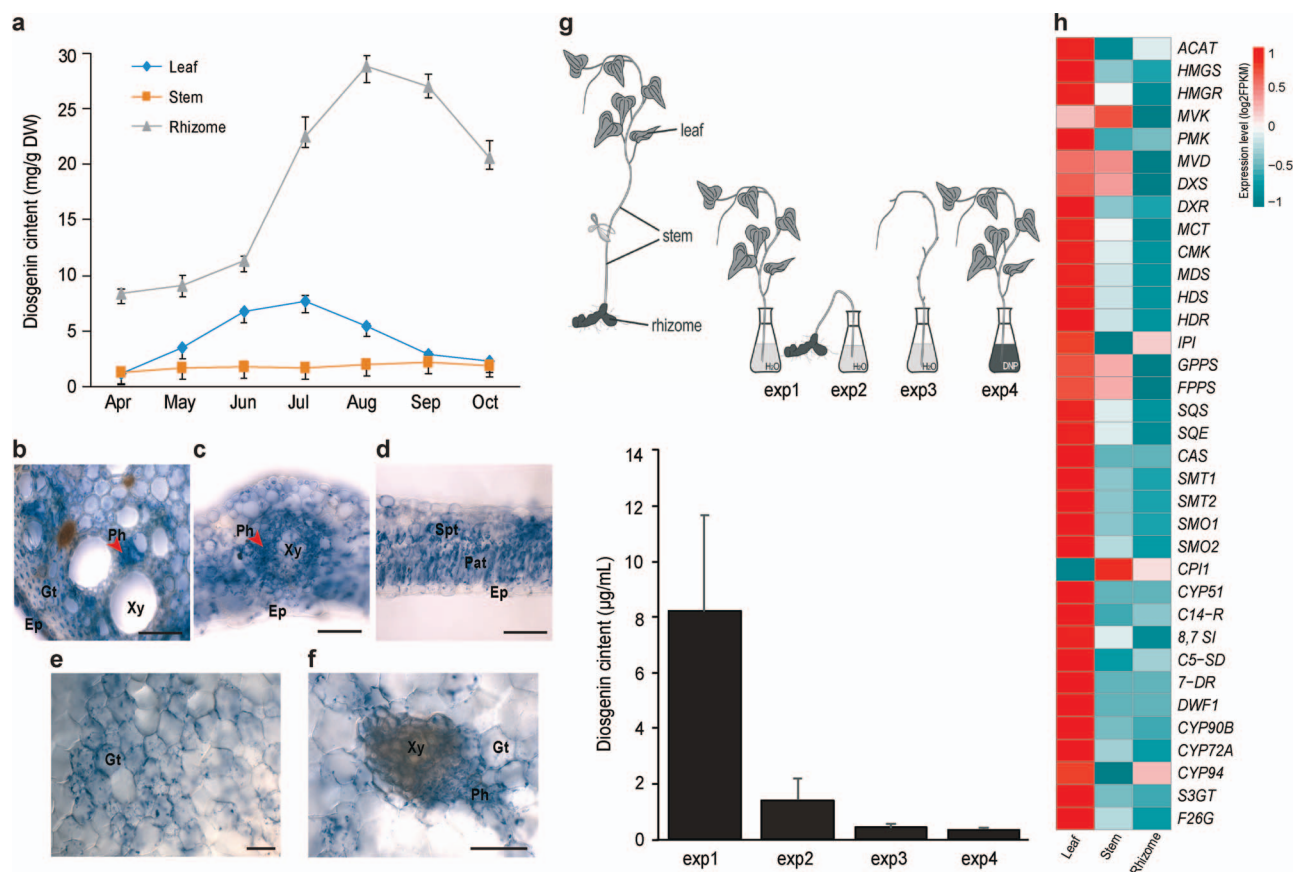 a
Diosgenin cintent (mg/g DW)
30
25
20
15
10
5
0
Leaf
Stem
Rhizome
Apr May Jun Jul Aug Sep Oct
b
Ph
Gt
Xy
Ep
c
Ph
Xy
Ep
d
Spt
Pat
Ep
e
Gt
f
Xy
Gt
Ph
g
leaf
stem
rhizome
H₂O H₂O H₂O DNP
exp1 exp2 exp3 exp4
Diosgenin cintent (µg/mL)
14
12
10
8
6
4
2
0
exp1 exp2 exp3 exp4
h
ACAT
HMGS
HMGR
MVK
PMK
MVD
DXS
DXR
MCT
CMK
MDS
HDS
HDR
IPI
GPPS
FPPS
SQS
SQE
CAS
SMT1
SMT2
SMO1
SMO2
CPI1
CYP51
C14−R
8,7 SI
C5−SD
7−DR
DWF1
CYP90B
CYP72A
CYP94
S3GT
F26G
Leaf Stem Rhizome
Expression level (log2FPKM)
1
0.5
0
−0.5
−1